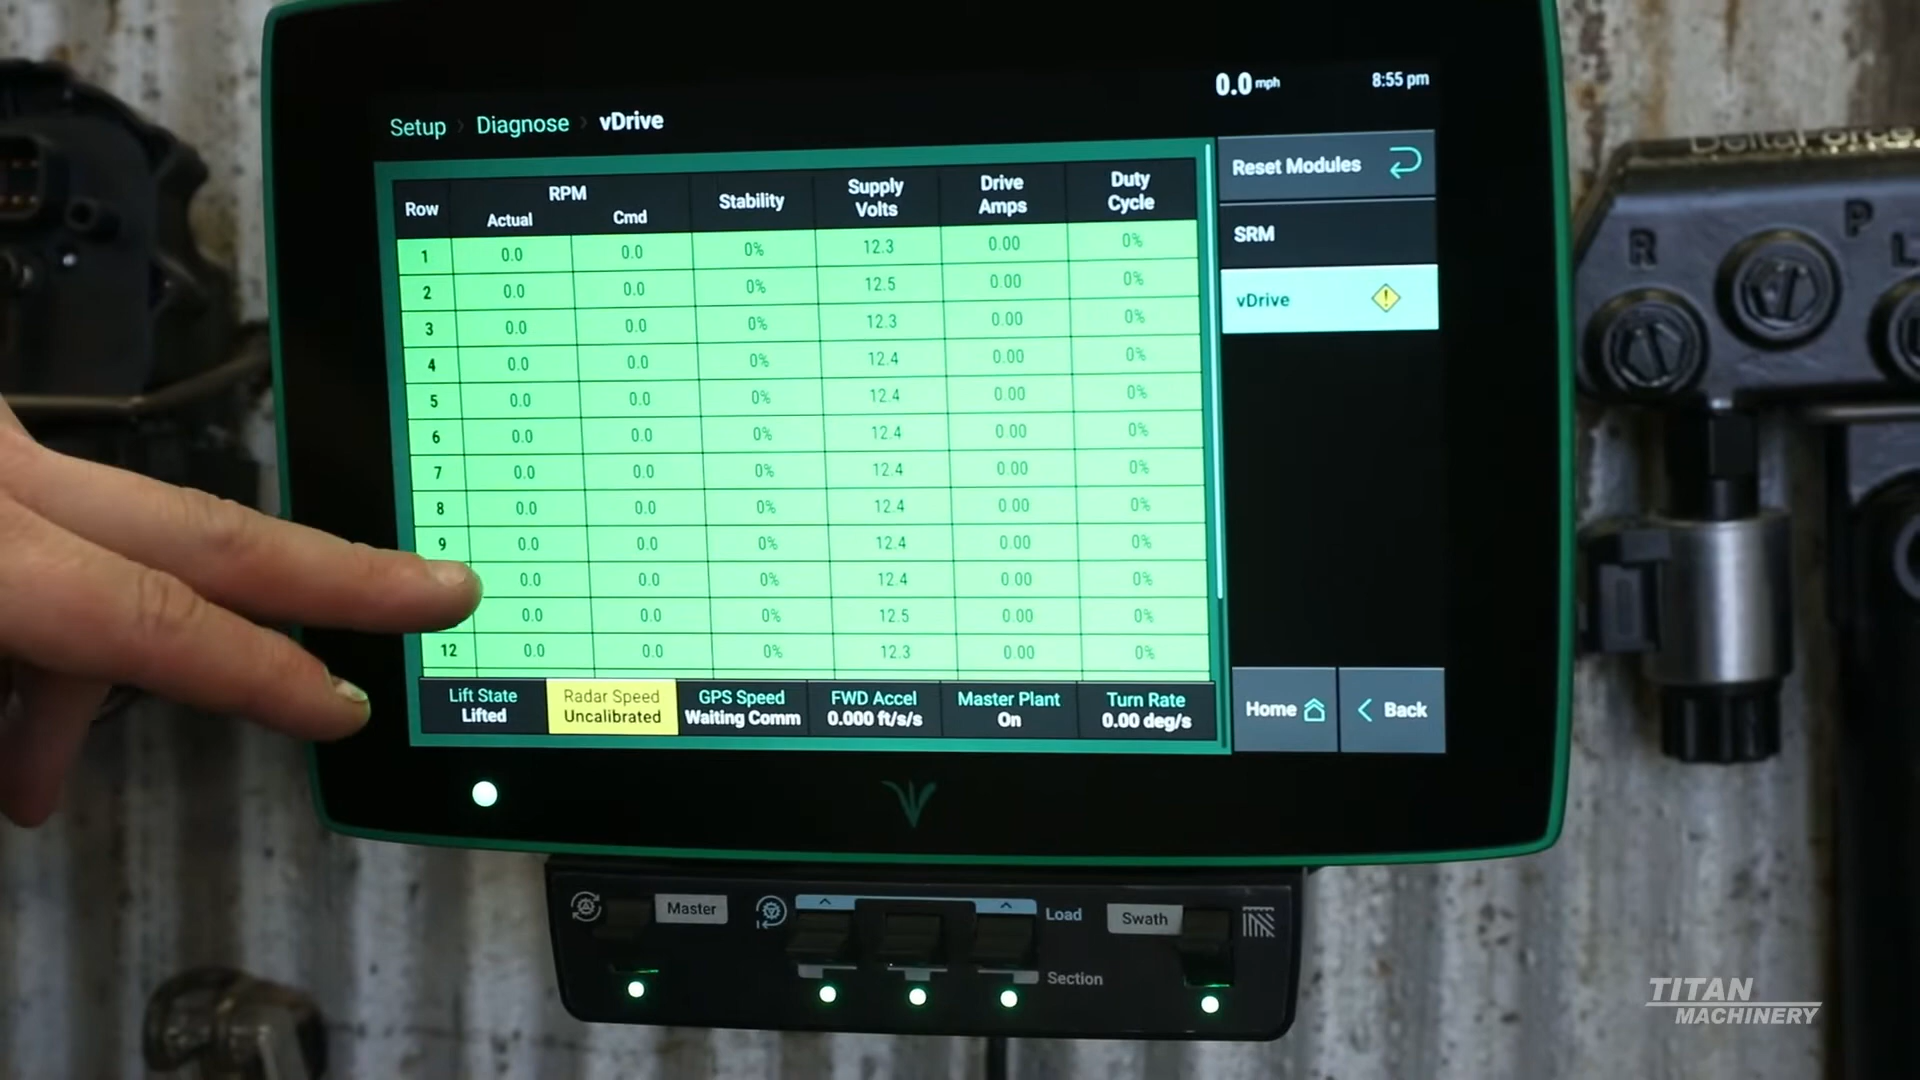 0.0 mph 8:55 pm
Setup › Diagnose › vDrive
Row RPM Actual Cmd Stability Supply Volts Drive Amps Duty Cycle
1 0.0 0.0 0% 12.3 0.00 0%
2 0.0 0.0 0% 12.5 0.00 0%
3 0.0 0.0 0% 12.3 0.00 0%
4 0.0 0.0 0% 12.4 0.00 0%
5 0.0 0.0 0% 12.4 0.00 0%
6 0.0 0.0 0% 12.4 0.00 0%
7 0.0 0.0 0% 12.4 0.00 0%
8 0.0 0.0 0% 12.4 0.00 0%
9 0.0 0.0 0% 12.4 0.00 0%
0.0 0.0 0% 12.4 0.00 0%
0.0 0.0 0% 12.5 0.00 0%
12 0.0 0.0 0% 12.3 0.00 0%
Lift State Radar Speed GPS Speed FWD Accel Master Plant Turn Rate
Lifted Uncalibrated Waiting Comm 0.000 ft/s/s On 0.00 deg/s
Reset Modules
SRM
vDrive
Home Back
Master Load Swath
Section
DeltaForce
R P L
TITAN
MACHINERY